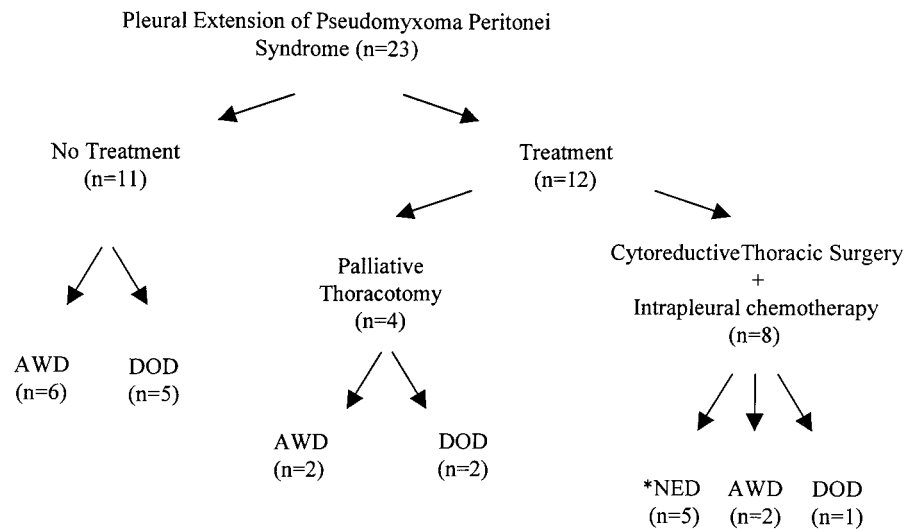 Pleural Extension of Pseudomyxoma Peritonei
Syndrome (n=23)
No Treatment
(n=11)
Treatment
(n=12)
Palliative
Thoracotomy
(n=4)
CytoreductiveThoracic Surgery
+
Intrapleural chemotherapy
(n=8)
AWD
(n=6)
DOD
(n=5)
AWD
(n=2)
DOD
(n=2)
*NED
(n=5)
AWD
(n=2)
DOD
(n=1)